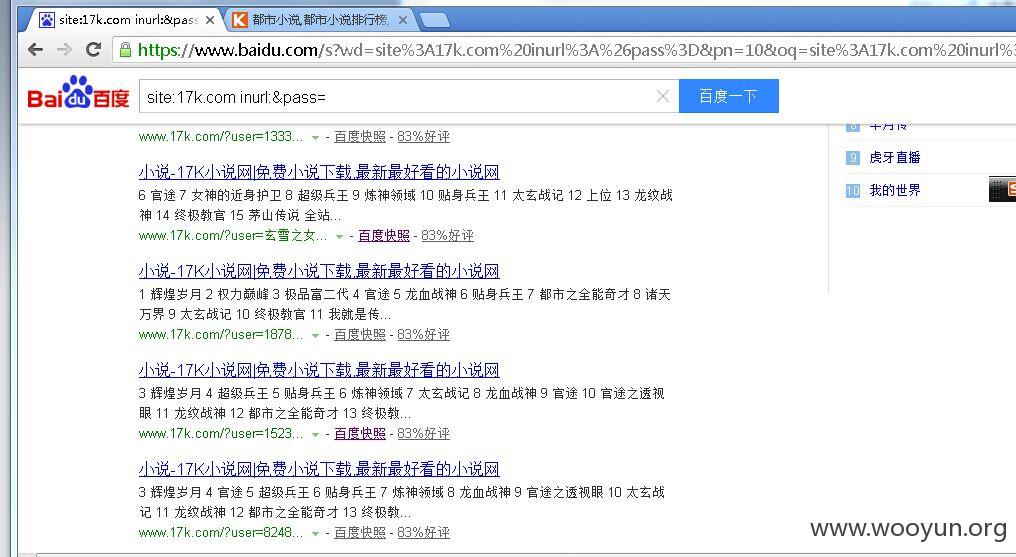 site:17k.com inurl:&pass
都市小说,都市小说排行榜,
https://www.baidu.com/s?wd=site%3A17k.com%20inurl%3A%26pass%3D&pn=10&oq=site%3A17k.com%20inurl%3
Bai du 百度
site:17k.com inurl:&pass=
百度一下
www.17k.com/?user=1333... - 百度快照 - 83%好评
小说-17K小说网|免费小说下载,最新最好看的小说网
6 官途 7 女神的近身护卫 8 超级兵王 9 炼神领域 10 贴身兵王 11 太玄战记 12 上位 13 龙纹战
神 14 终极教官 15 茅山传说 全站...
www.17k.com/?user=玄雪之女... - 百度快照 - 83%好评
小说-17K小说网|免费小说下载,最新最好看的小说网
1 辉煌岁月 2 权力巅峰 3 极品富二代 4 官途 5 龙血战神 6 贴身兵王 7 都市之全能奇才 8 诸天
万界 9 太玄战记 10 终极教官 11 我就是传...
www.17k.com/?user=1878... - 百度快照 - 83%好评
小说-17K小说网|免费小说下载,最新最好看的小说网
3 辉煌岁月 4 超级兵王 5 贴身兵王 6 炼神领域 7 太玄战记 8 龙血战神 9 官途 10 官途之透视
眼 11 龙纹战神 12 都市之全能奇才 13 终极教...
www.17k.com/?user=1523... - 百度快照 - 83%好评
小说-17K小说网|免费小说下载,最新最好看的小说网
3 辉煌岁月 4 官途 5 超级兵王 6 贴身兵王 7 炼神领域 8 龙血战神 9 官途之透视眼 10 太玄战
记 11 龙纹战神 12 都市之全能奇才 13 终极教...
www.17k.com/?user=8248... - 百度快照 - 83%好评
8 芈月传
9 虎牙直播
10 我的世界
www.wooyun.org